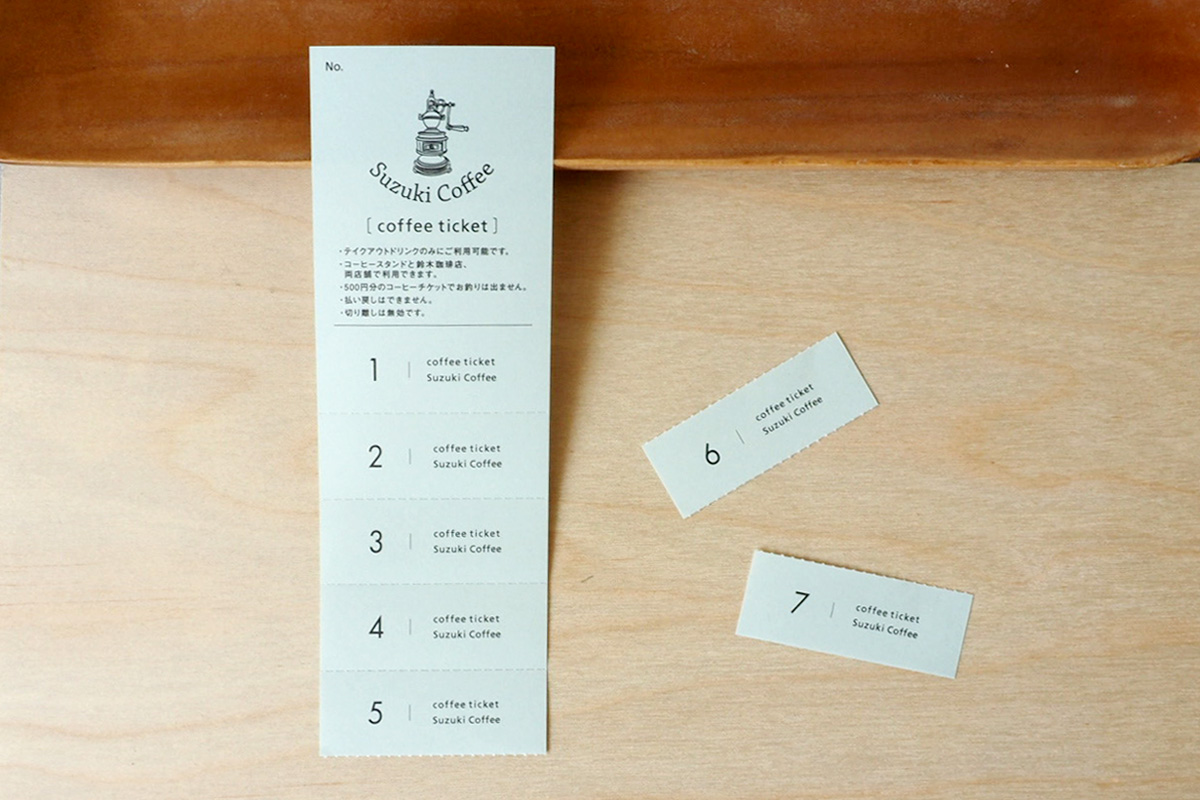 No.
Suzuki Coffee
[ coffee ticket ]
・テイクアウトドリンクのみにご利用可能です。
・コーヒースタンドと鈴木珈琲店、
両店舗で利用できます。
・500円分のコーヒーチケットでお釣りは出ません。
・払い戻しはできません。
・切り離しは無効です。
1 | coffee ticket
Suzuki Coffee
2 | coffee ticket
Suzuki Coffee
3 | coffee ticket
Suzuki Coffee
4 | coffee ticket
Suzuki Coffee
5 | coffee ticket
Suzuki Coffee
6 | coffee ticket
Suzuki Coffee
7 | coffee ticket
Suzuki Coffee